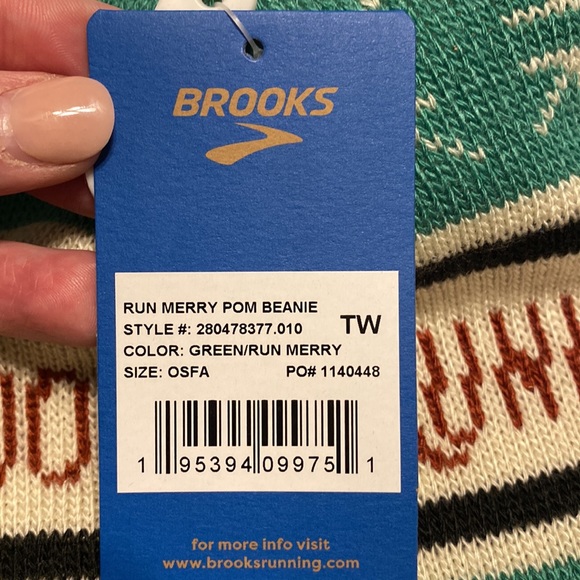 BROOKS
RUN MERRY POM BEANIE
STYLE #: 280478377.010 TW
COLOR: GREEN/RUN MERRY
SIZE: OSFA PO# 1140448
1 95394 09975 1
for more info visit
www.brooksrunning.com